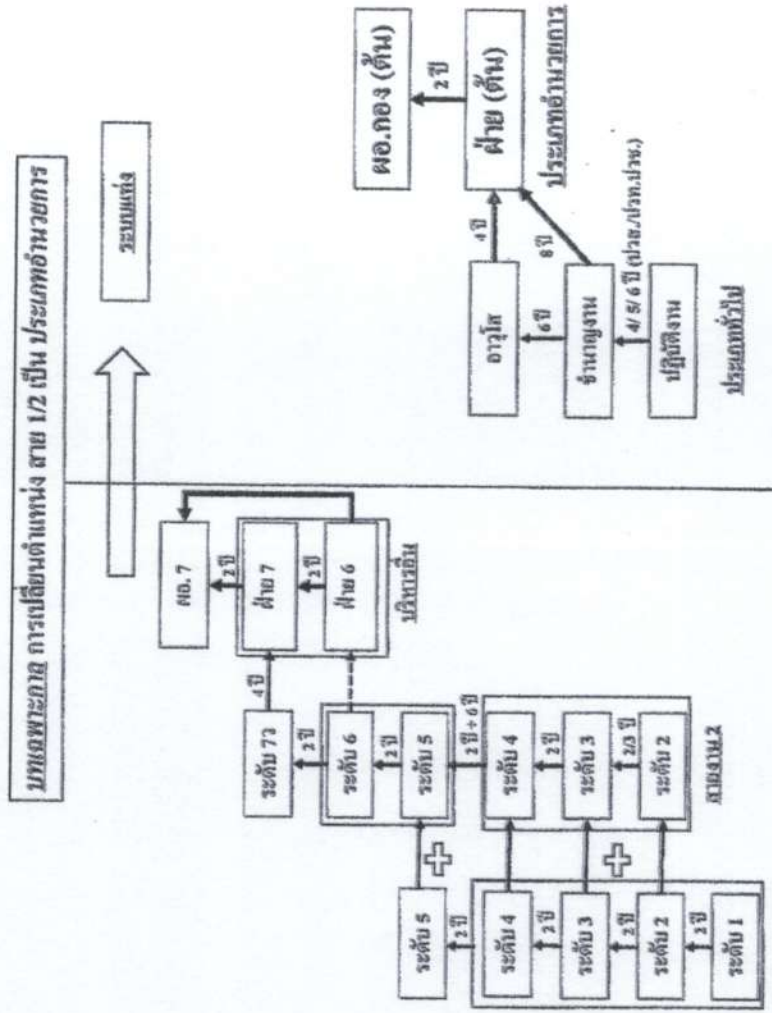 บทเฉพาะกาล การเปลี่ยนตำแหน่ง สาย 1/2 เป็น ประเภทอำนวยการ
ระบบแท่ง
ผอ. 7
2 ปี
ฝ่าย 7
2 ปี
ฝ่าย 6
บริหารอื่น
4 ปี
ระดับ 7ว
2 ปี
ระดับ 6
2 ปี
ระดับ 5
2 ปี + 6 ปี
ระดับ 4
2 ปี
ระดับ 3
2/3 ปี
ระดับ 2
สายงาน 2
ระดับ 5
2 ปี
ระดับ 4
2 ปี
ระดับ 3
2 ปี
ระดับ 2
2 ปี
ระดับ 1
ผอ.กอง (ต้น)
2 ปี
ฝ่าย (ต้น)
ประเภทอำนวยการ
4 ปี
8 ปี
อาวุโส
6 ปี
ชำนาญงาน
4/ 5/ 6 ปี (ปวส./ปวท.ปวช.)
ปฏิบัติงาน
ประเภททั่วไป